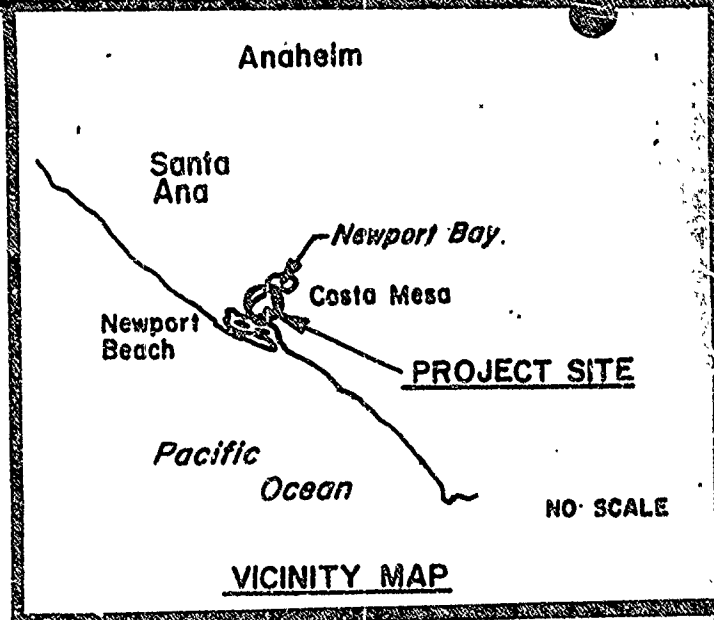 Anaheim
Santa
Ana
Newport Bay.
Costa Mesa
Newport
Beach
PROJECT SITE
Pacific
Ocean
NO SCALE
VICINITY MAP